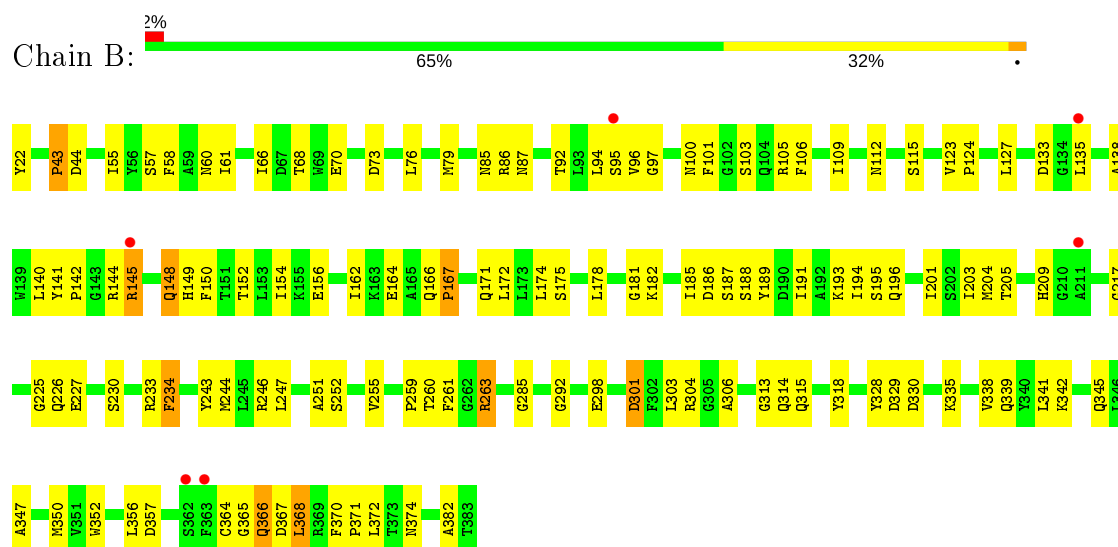 2%
Chain B:
65% 32% •
Y22 P43 D44 I55 Y56 S57 F58 A59 N60 I61 I66 D67 T68 W69 E70 D73 L76 M79 N85 R86 N87 T92 L93 L94 S95 V96 G97 N100 F101 G102 S103 Q104 R105 F106 I109 N112 S115 V123 P124 L127 D133 G134 L135 A138
W139 L140 Y141 P142 G143 R144 R145 Q148 H149 F150 T151 T152 L153 I154 K155 E156 I162 K163 E164 A165 Q166 P167 Q171 L172 L173 L174 S175 L178 G181 K182 I185 D186 S187 S188 Y189 D190 I191 A192 K193 I194 S195 Q196 I201 S202 I203 M204 T205 H209 G210 A211 G217
G225 Q226 E227 S230 R233 F234 Y243 M244 L245 R246 L247 A251 S252 V255 P259 T260 F261 G262 R263 G285 G292 E298 D301 F302 L303 R304 G305 A306 G313 Q314 Q315 Y318 Y328 D329 D330 K335 V338 Q339 Y340 L341 K342 Q345 L346
A347 M350 V351 W352 L356 D357 S362 F363 C364 G365 Q366 D367 L368 R369 F370 P371 L372 T373 N374 A382 T383